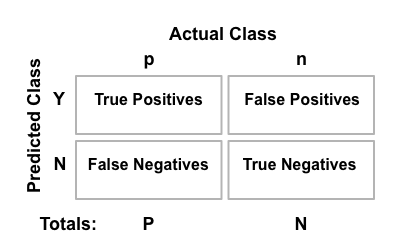 Actual Class
p n
Predicted Class
Y True Positives False Positives
N False Negatives True Negatives
Totals: P N